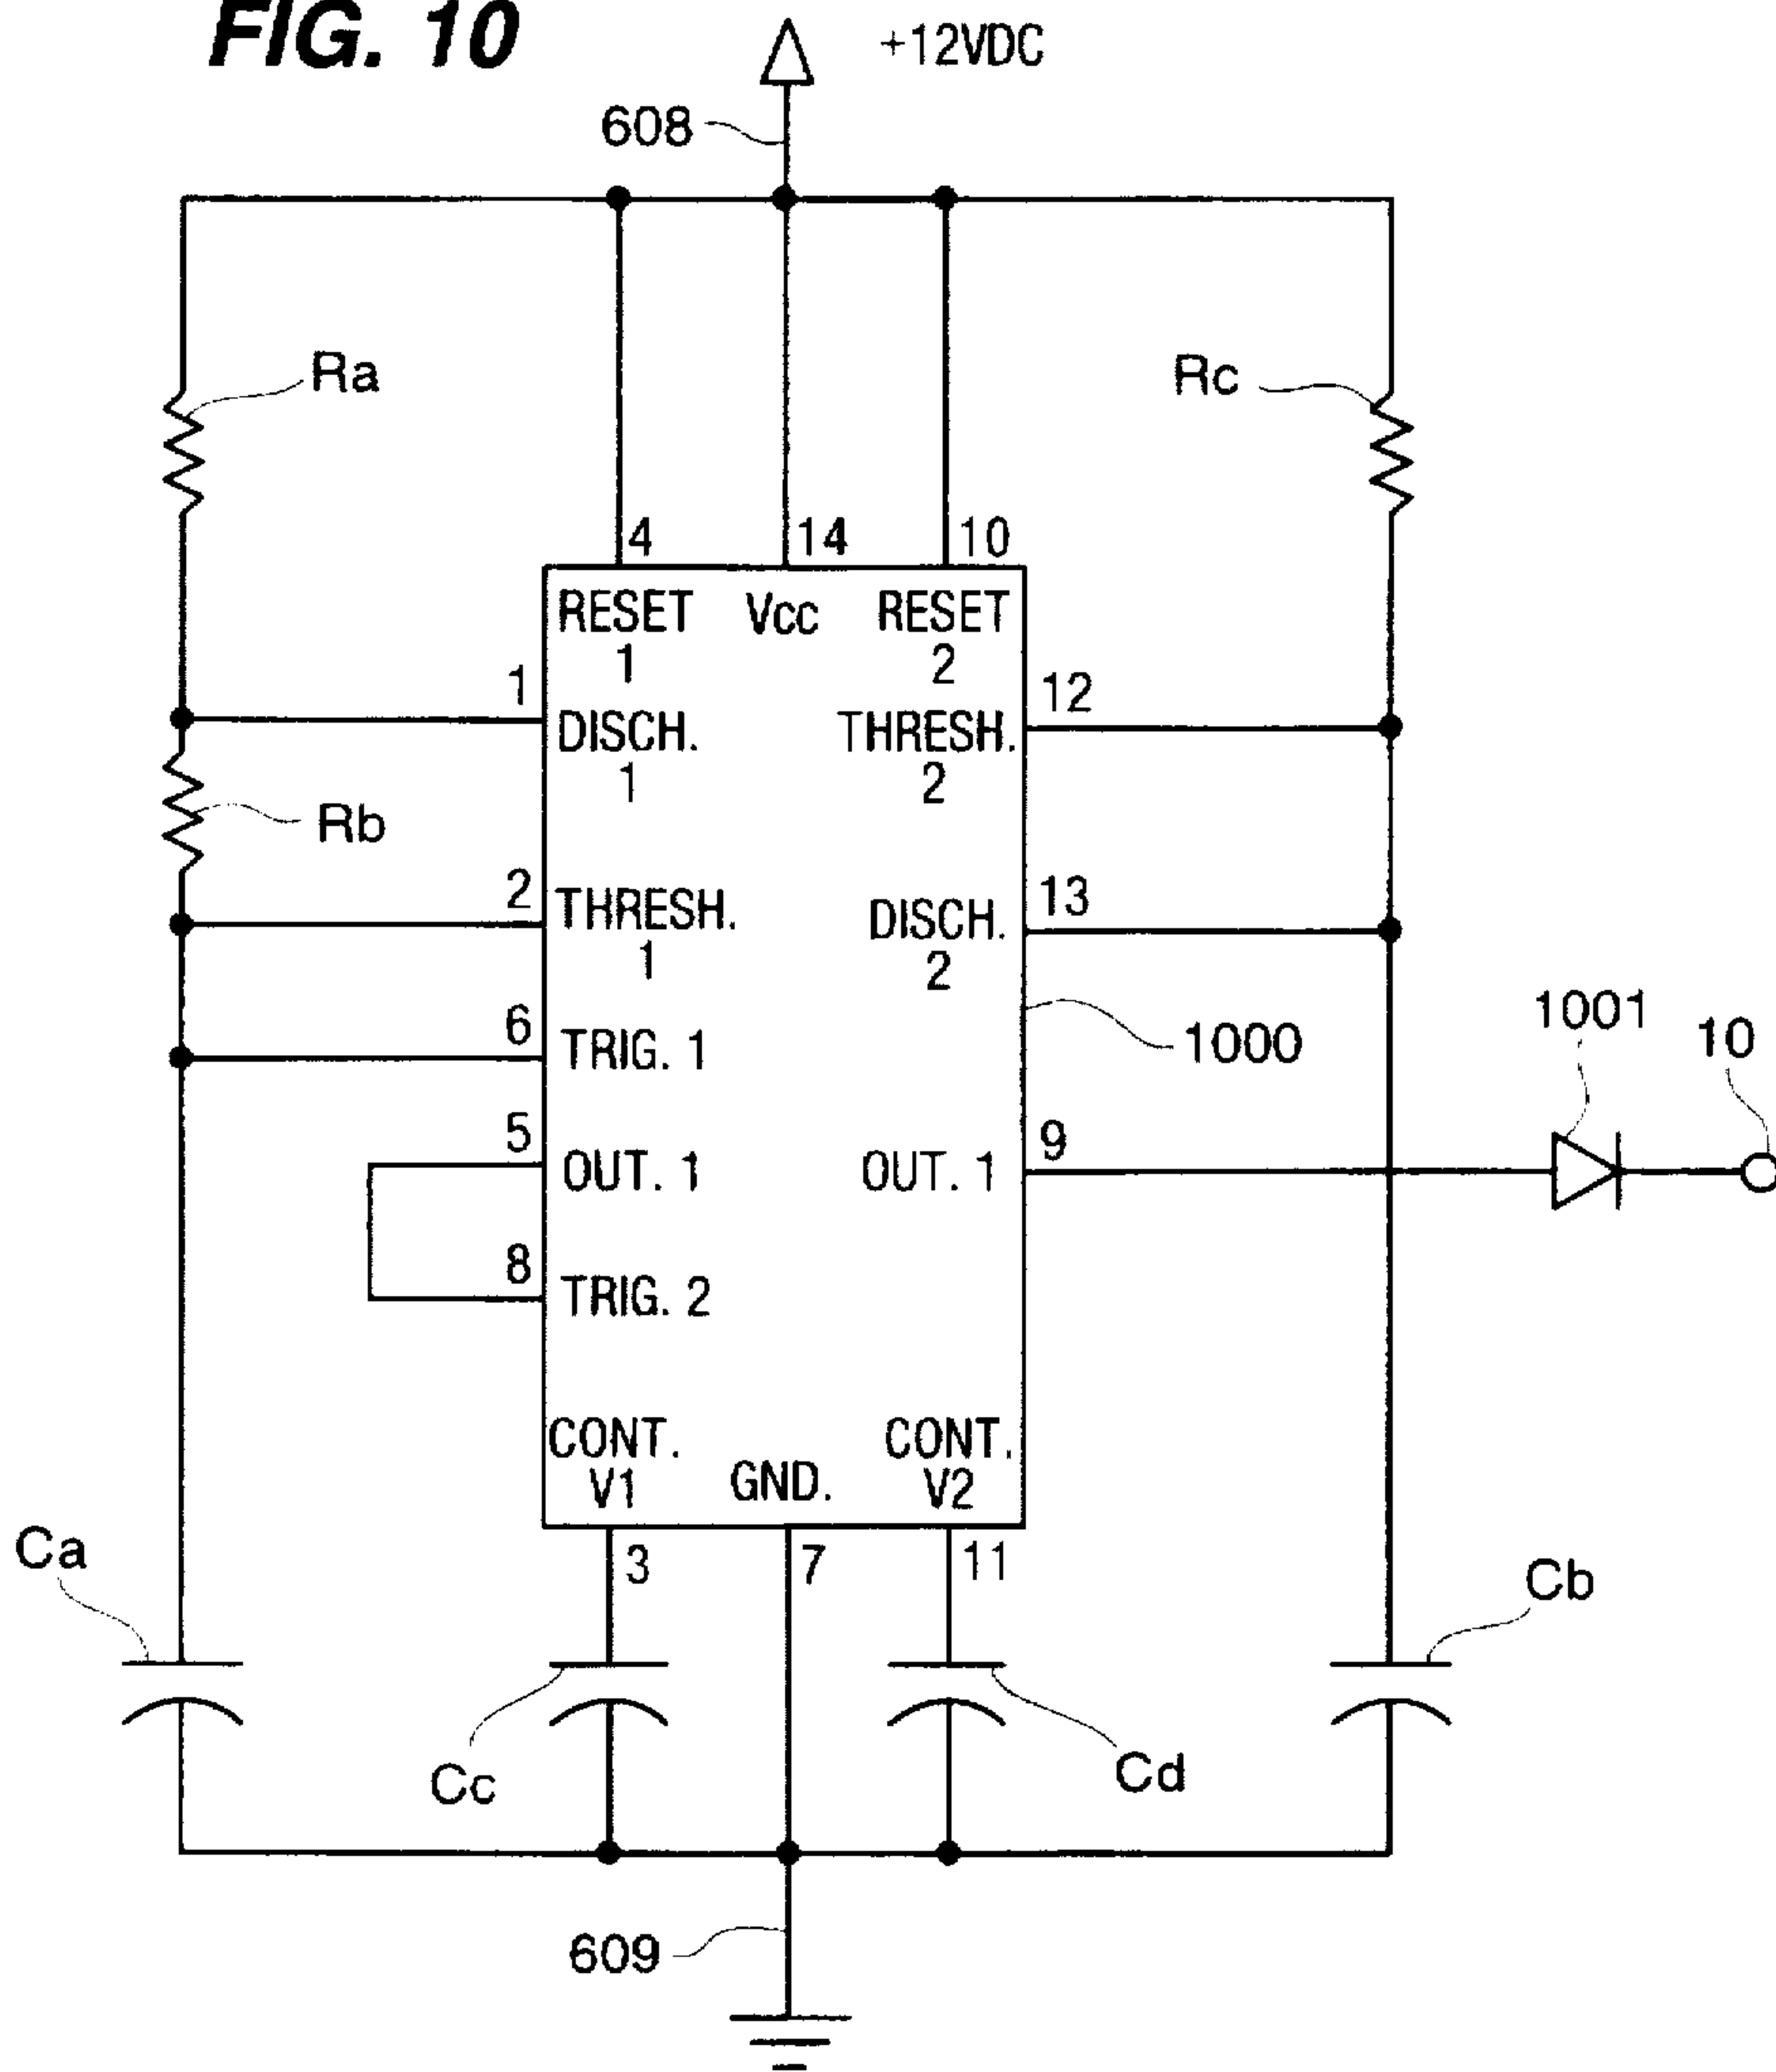 FIG. 10
+12VDC
608
Ra
Rc
4
14
10
RESET
1
Vcc
RESET
2
1
DISCH.
1
12
THRESH.
2
Rb
2
THRESH.
1
13
DISCH.
2
6
TRIG. 1
1000
1001
10
5
OUT. 1
OUT. 1
9
8
TRIG. 2
CONT.
V1
GND.
CONT.
V2
3
7
11
Ca
Cb
Cc
Cd
609